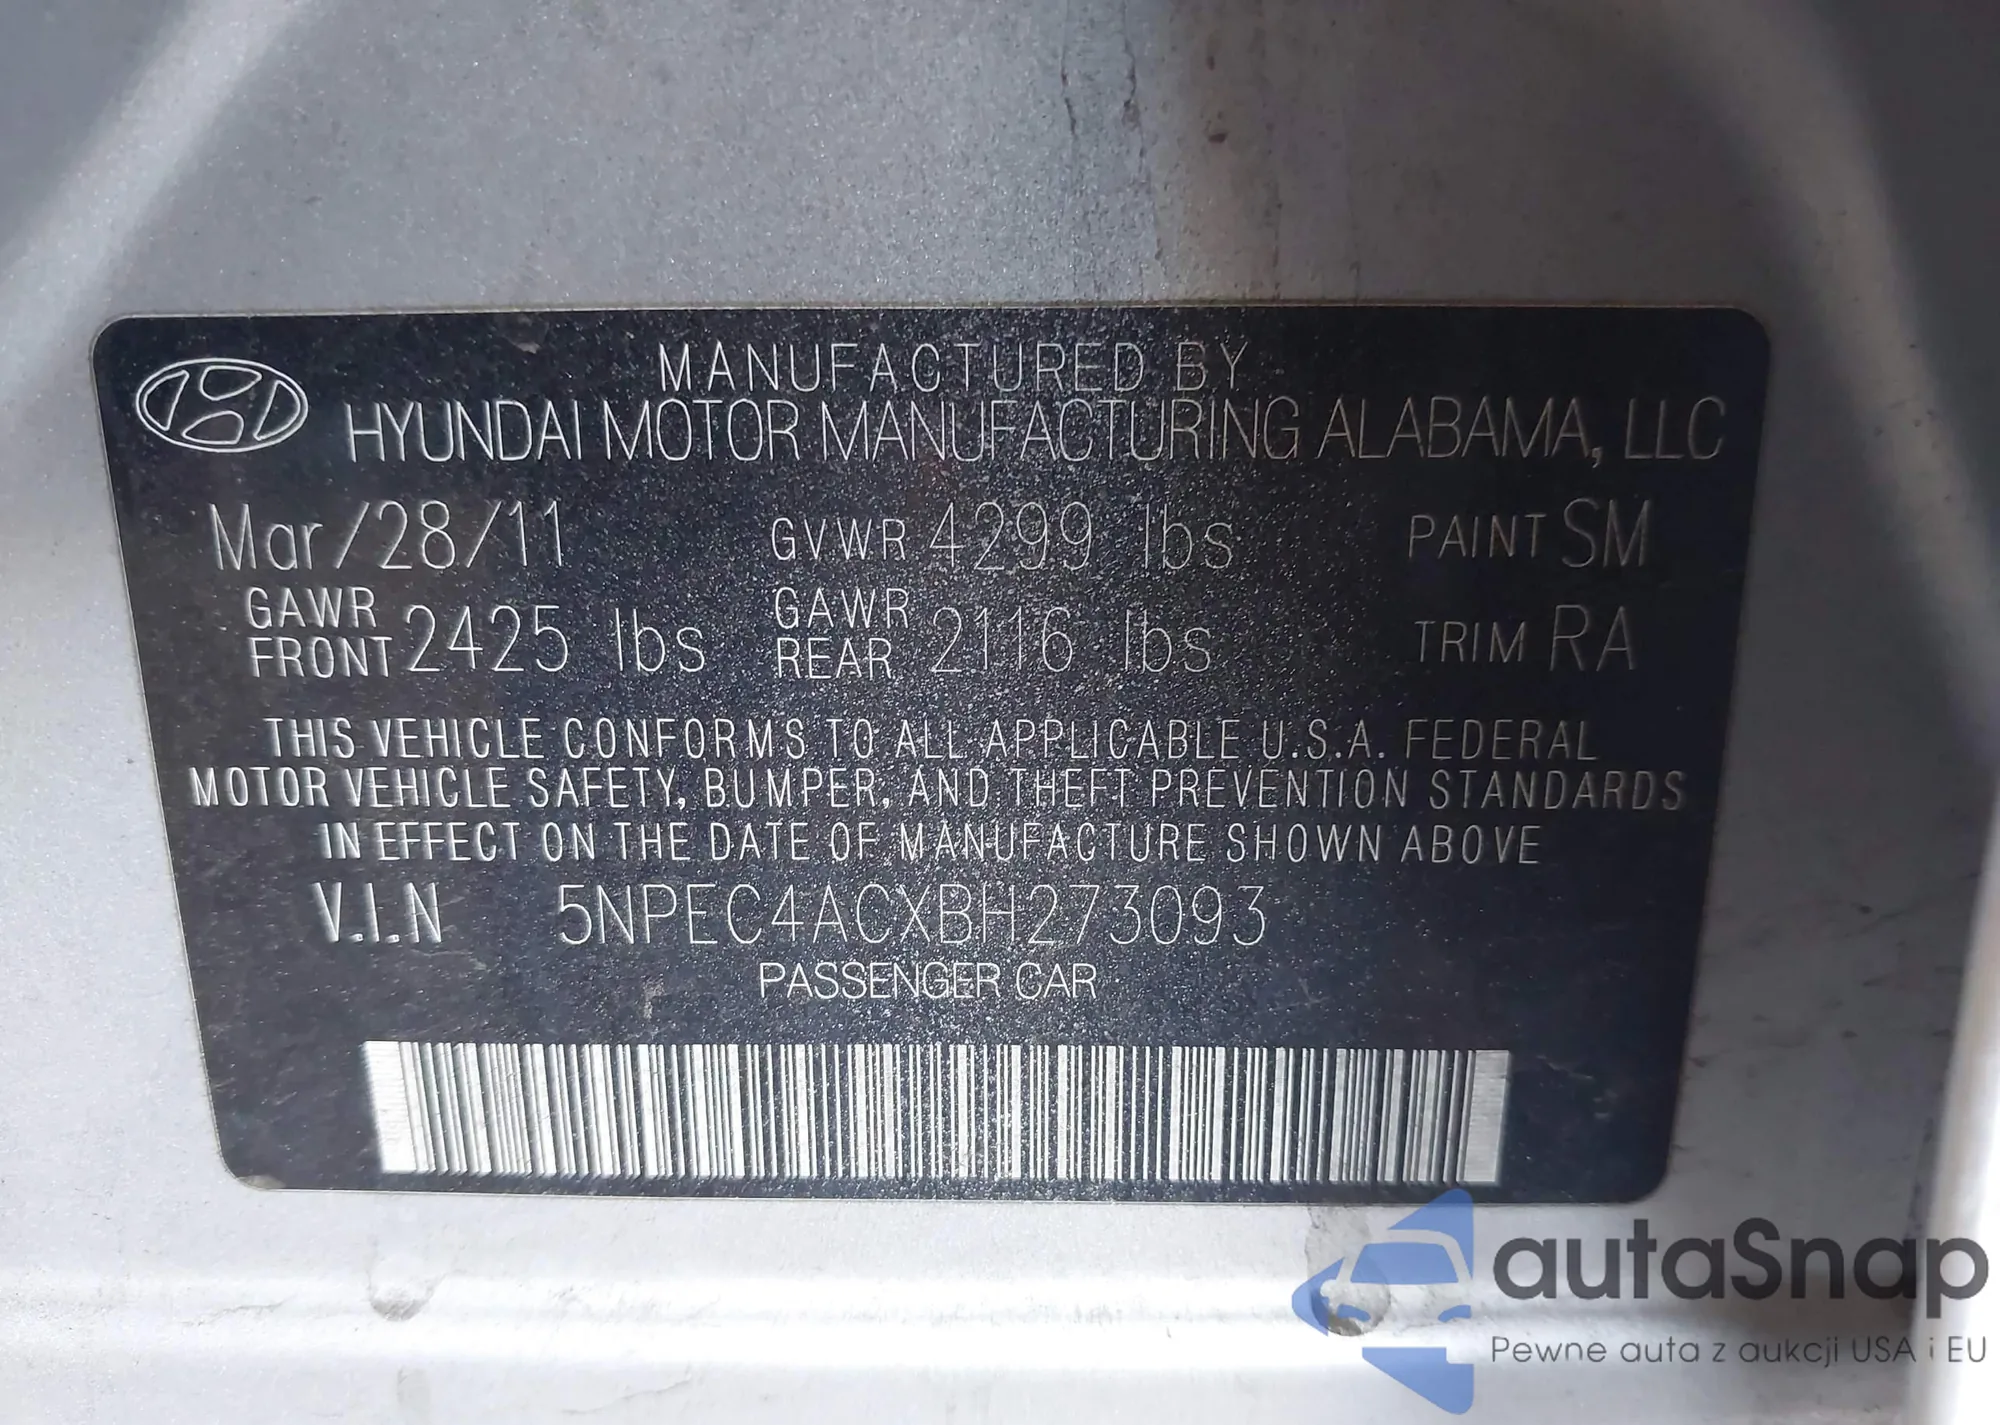 MANUFACTURED BY
HYUNDAI MOTOR MANUFACTURING ALABAMA, LLC
Mar/28/11 GVWR 4299 lbs PAINT SM
GAWR FRONT 2425 lbs GAWR REAR 2116 lbs TRIM RA
THIS VEHICLE CONFORMS TO ALL APPLICABLE U.S.A. FEDERAL
MOTOR VEHICLE SAFETY, BUMPER, AND THEFT PREVENTION STANDARDS
IN EFFECT ON THE DATE OF MANUFACTURE SHOWN ABOVE
V.I.N 5NPEC4ACXBH273093
PASSENGER CAR
autaSnap
Pewne auta z aukcji USA i EU